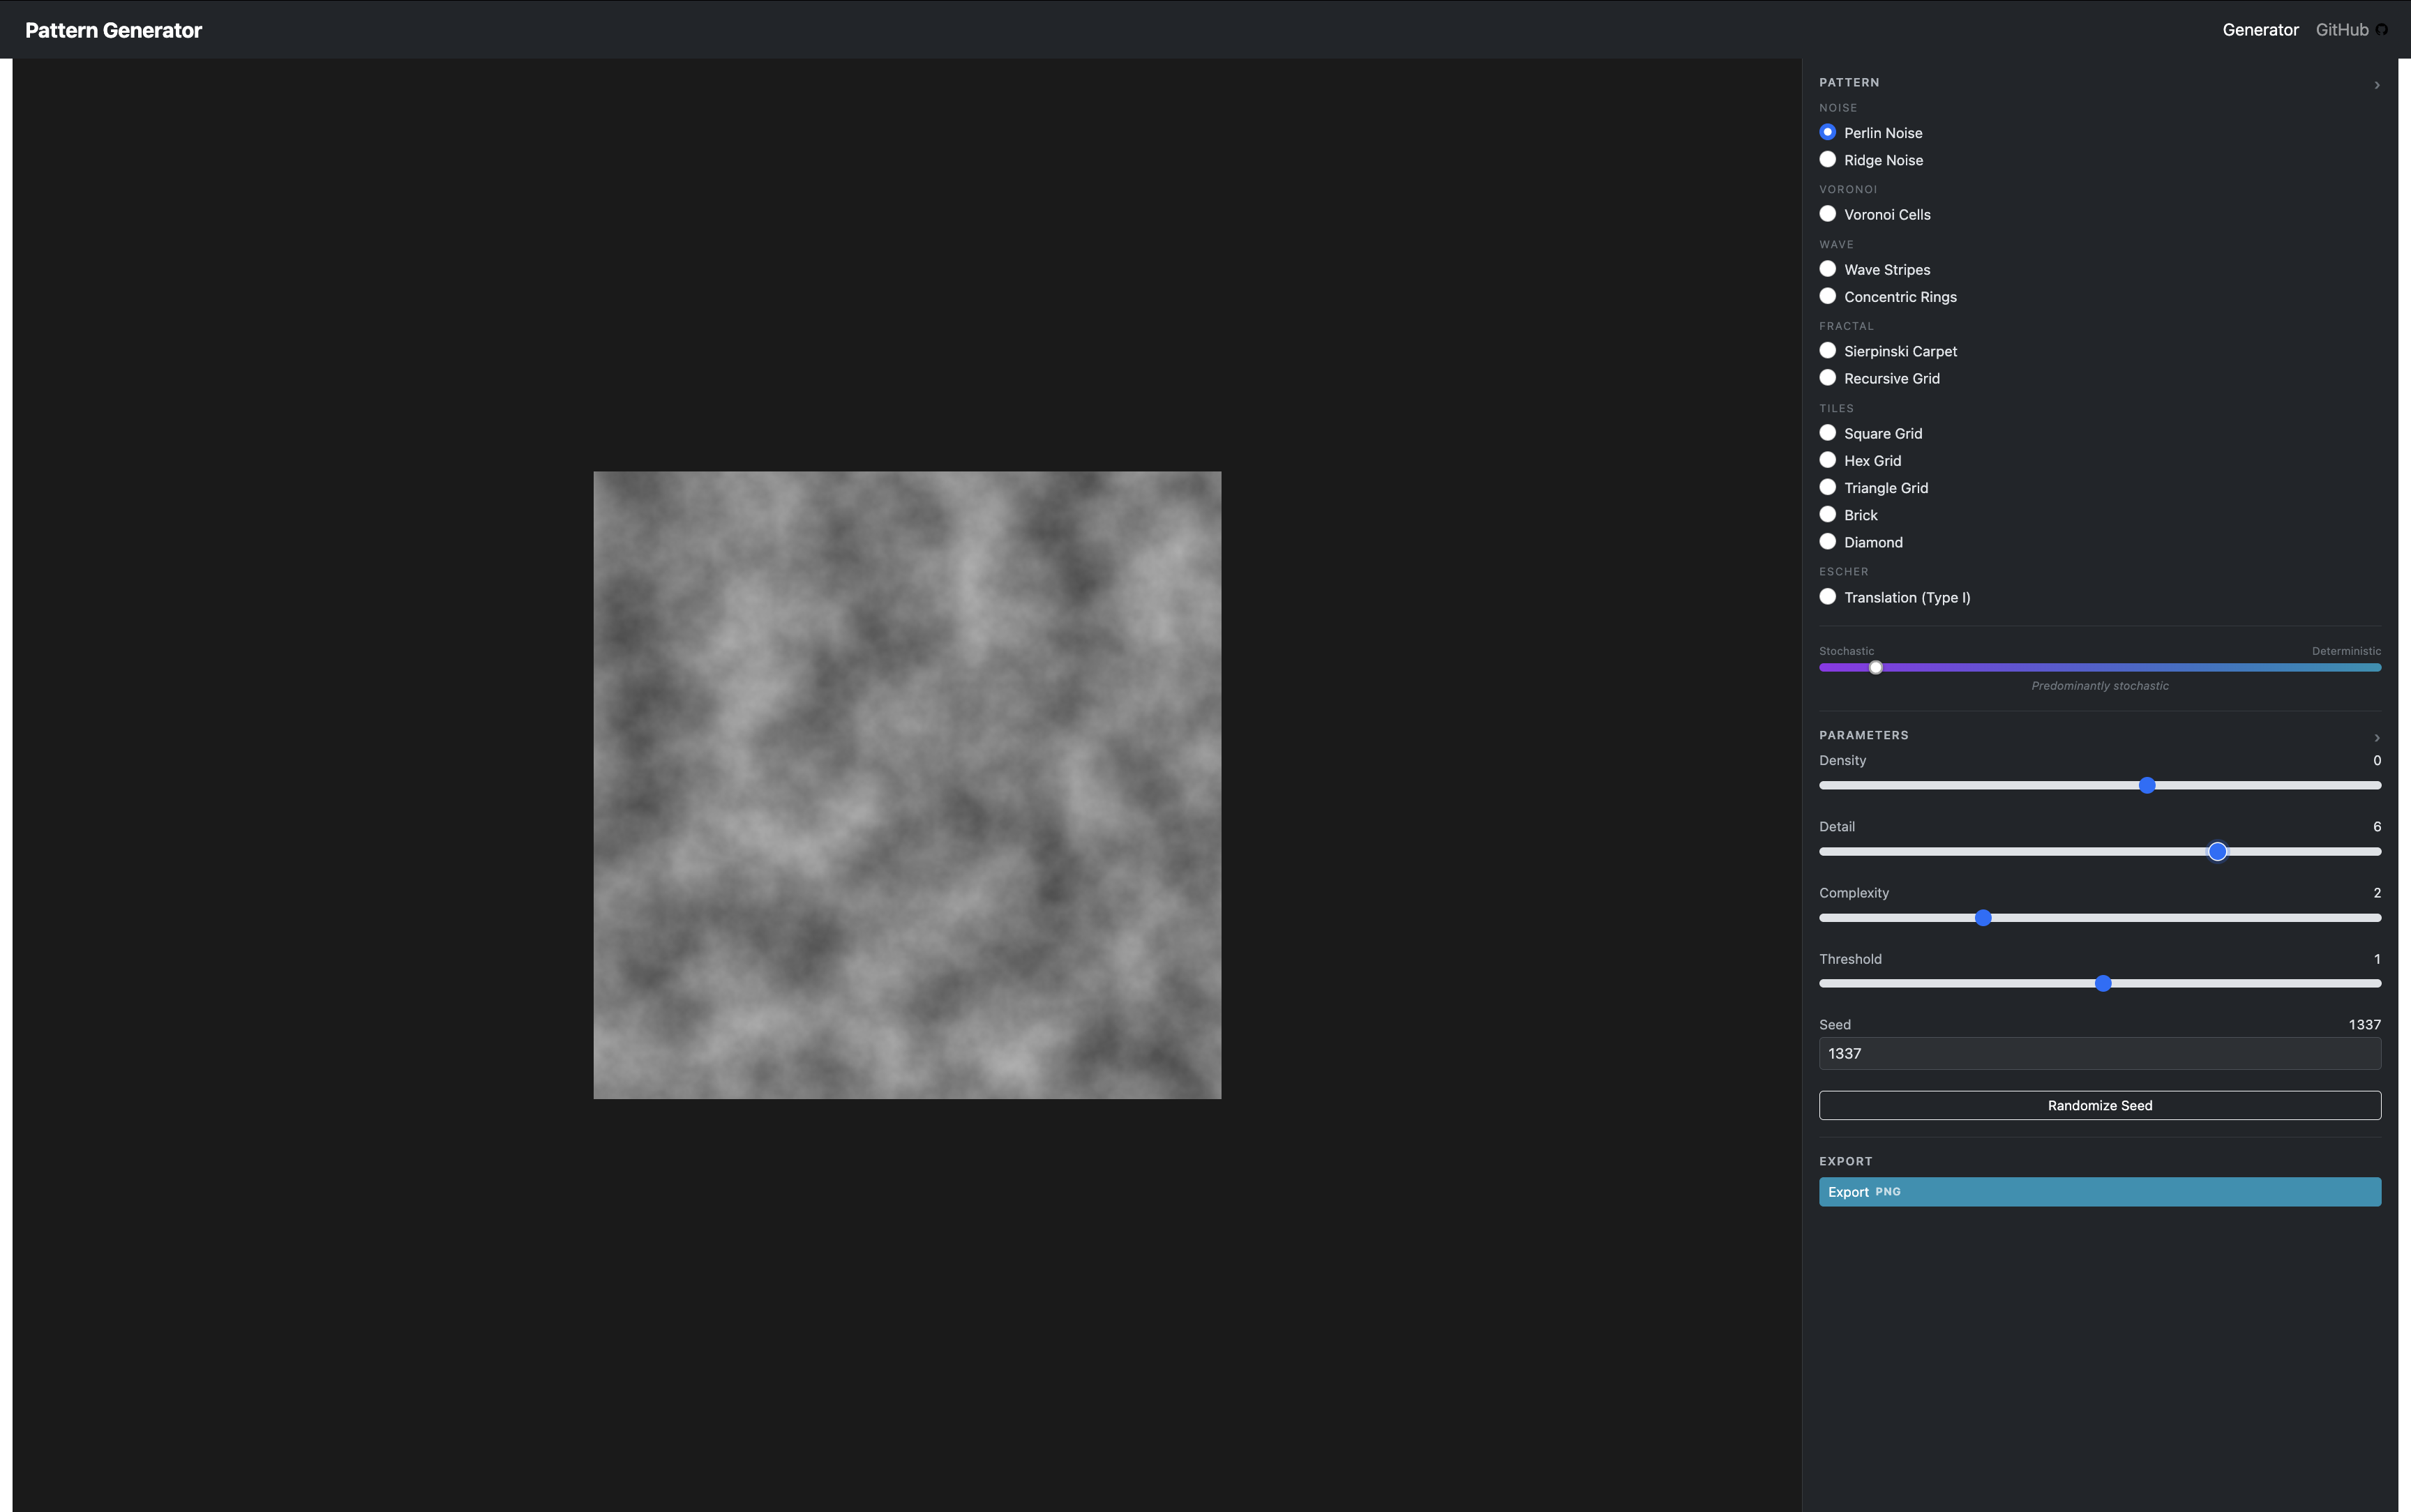 Pattern Generator
Generator GitHub
PATTERN
NOISE
Perlin Noise
Ridge Noise
VORONOI
Voronoi Cells
WAVE
Wave Stripes
Concentric Rings
FRACTAL
Sierpinski Carpet
Recursive Grid
TILES
Square Grid
Hex Grid
Triangle Grid
Brick
Diamond
ESCHER
Translation (Type I)
Stochastic Deterministic
Predominantly stochastic
PARAMETERS
Density 0
Detail 6
Complexity 2
Threshold 1
Seed 1337
1337
Randomize Seed
EXPORT
Export PNG